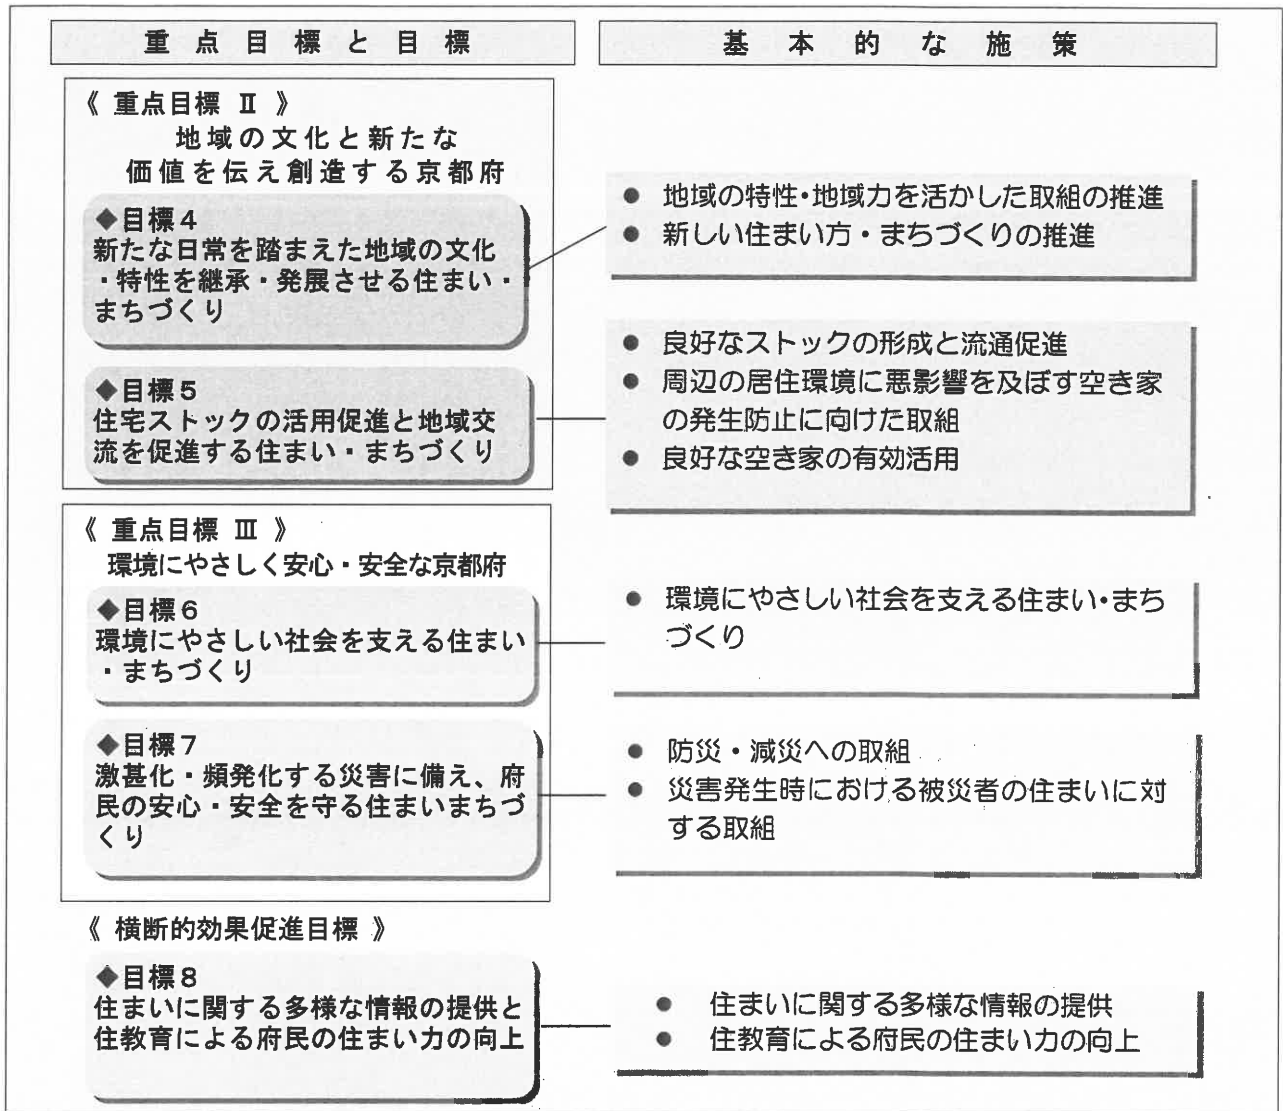 重点目標と目標
基本的な施策
《 重点目標 Ⅱ 》
地域の文化と新たな
価値を伝え創造する京都府
◆目標4
新たな日常を踏まえた地域の文化
・特性を継承・発展させる住まい・
まちづくり
● 地域の特性・地域力を活かした取組の推進
● 新しい住まい方・まちづくりの推進
◆目標5
住宅ストックの活用促進と地域交
流を促進する住まい・まちづくり
● 良好なストックの形成と流通促進
● 周辺の居住環境に悪影響を及ぼす空き家
の発生防止に向けた取組
● 良好な空き家の有効活用
《 重点目標 Ⅲ 》
環境にやさしく安心・安全な京都府
◆目標6
環境にやさしい社会を支える住まい
・まちづくり
● 環境にやさしい社会を支える住まい・まち
づくり
◆目標7
激甚化・頻発化する災害に備え、府
民の安心・安全を守る住まいまちづ
くり
● 防災・減災への取組
● 災害発生時における被災者の住まいに対
する取組
《 横断的効果促進目標 》
◆目標8
住まいに関する多様な情報の提供と
住教育による府民の住まい力の向上
● 住まいに関する多様な情報の提供
● 住教育による府民の住まい力の向上